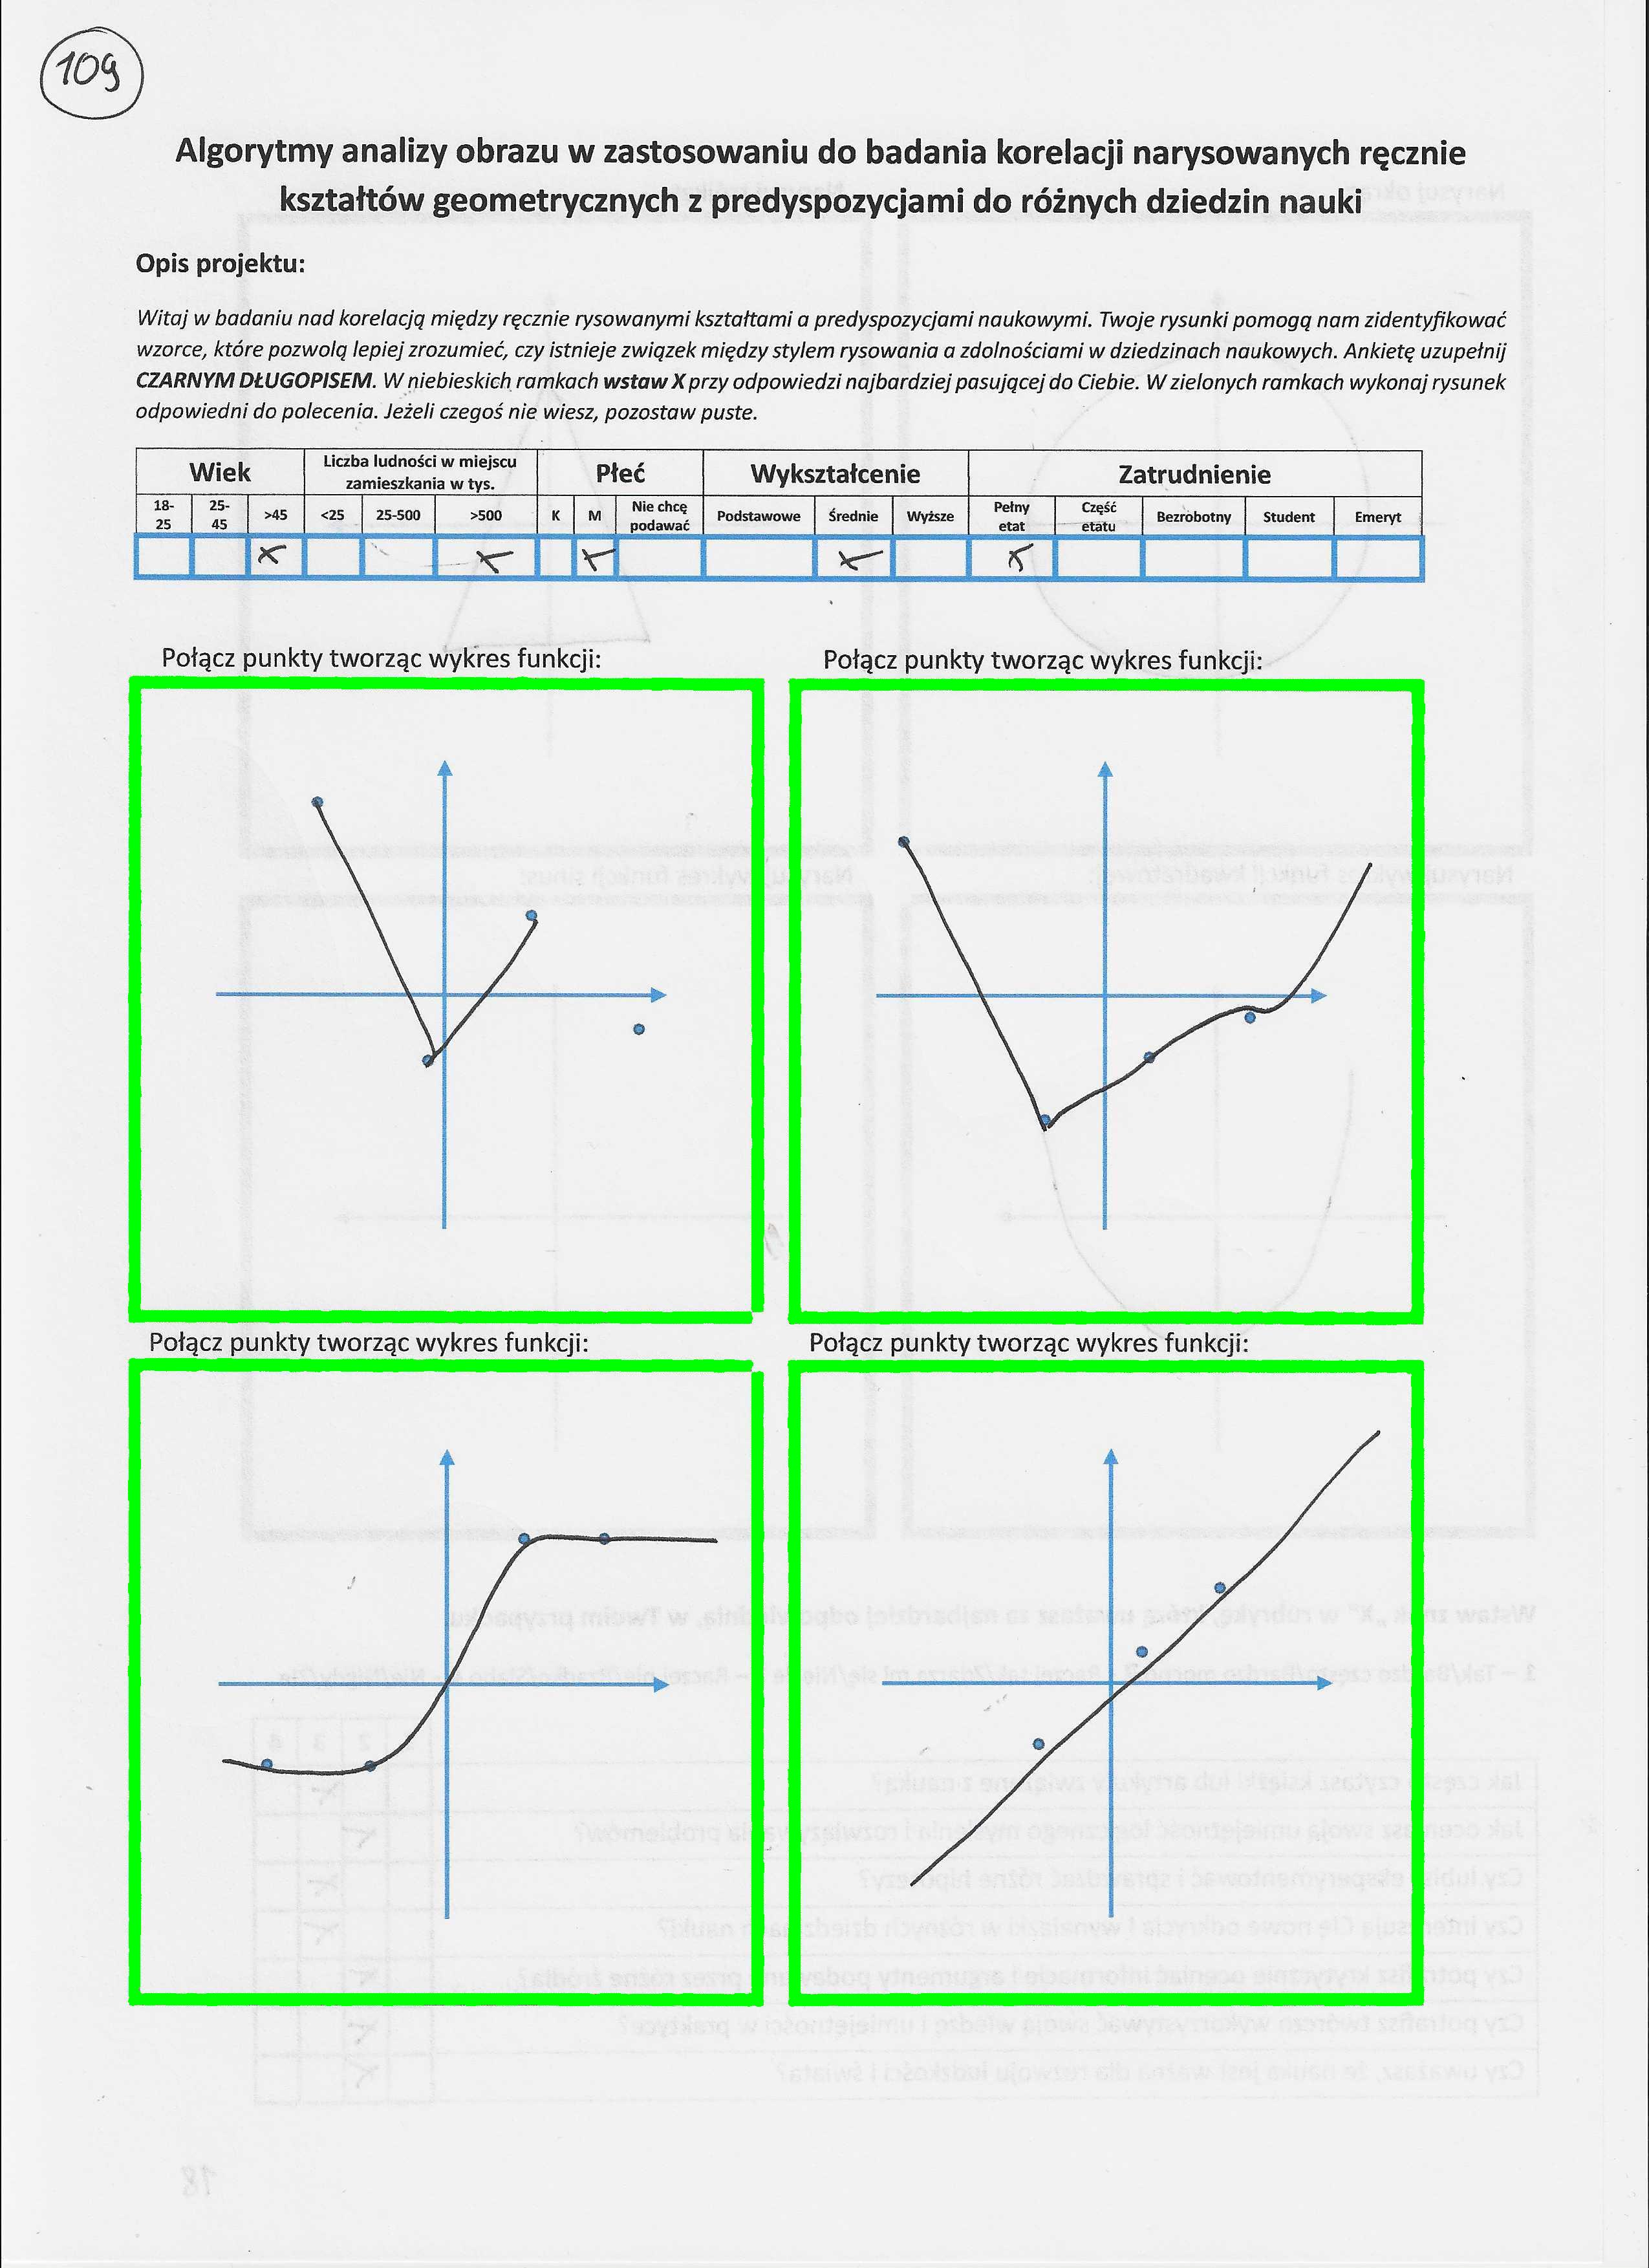 109
Algorytmy analizy obrazu w zastosowaniu do badania korelacji narysowanych ręcznie
kształtów geometrycznych z predyspozycjami do różnych dziedzin nauki
Opis projektu:
Witaj w badaniu nad korelacją między ręcznie rysowanymi kształtami a predyspozycjami naukowymi. Twoje rysunki pomogą nam zidentyfikować
wzorce, które pozwolą lepiej zrozumieć, czy istnieje związek między stylem rysowania a zdolnościami w dziedzinach naukowych. Ankietę uzupełnij
CZARNYM DŁUGOPISEM. W niebieskich ramkach wstaw X przy odpowiedzi najbardziej pasującej do Ciebie. W zielonych ramkach wykonaj rysunek
odpowiedni do polecenia. Jeżeli czegoś nie wiesz, pozostaw puste.
Wiek Liczba ludności w miejscu zamieszkania w tys. Płeć Wykształcenie Zatrudnienie
18-25 25-45 >45 <25 25-500 >500 K M Nie chcę podawać Podstawowe Średnie Wyższe Pełny etat Część etatu Bezrobotny Student Emeryt
X X X X X
Połącz punkty tworząc wykres funkcji: Połącz punkty tworząc wykres funkcji:
Połącz punkty tworząc wykres funkcji: Połącz punkty tworząc wykres funkcji: